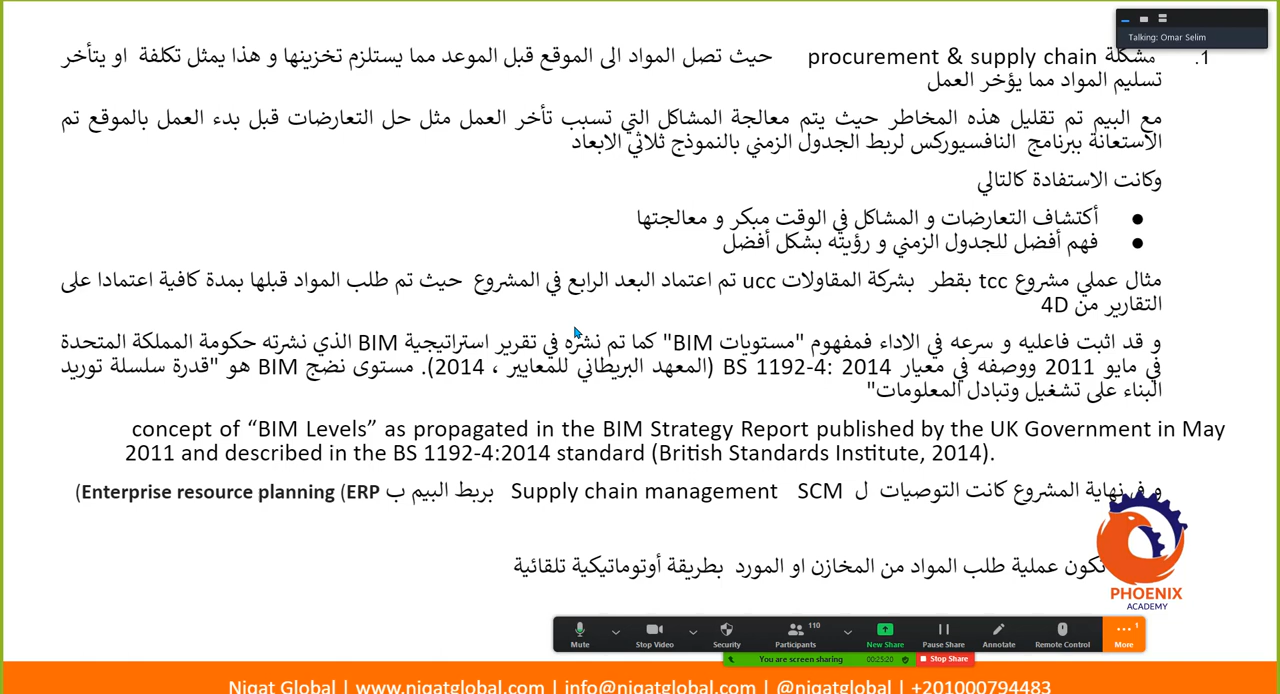 Talking: Omar Selim
1. مشكلة procurement & supply chain حيث تصل المواد الى الموقع قبل الموعد مما يستلزم تخزينها و هذا يمثل تكلفة او يتأخر
تسليم المواد مما يؤخر العمل
مع البيم تم تقليل هذه المخاطر حيث يتم معالجة المشاكل التي تسبب تأخر العمل مثل حل التعارضات قبل بدء العمل بالموقع تم
الاستعانة ببرنامج النافسيوركس لربط الجدول الزمني بالنموذج ثلاثي الابعاد
وكانت الاستفادة كالتالي
● أكتشاف التعارضات و المشاكل في الوقت مبكر و معالجتها
● فهم أفضل للجدول الزمني و رؤيته بشكل أفضل
مثال عملي مشروع tcc بقطر بشركة المقاولات ucc تم اعتماد البعد الرابع في المشروع حيث تم طلب المواد قبلها بمدة كافية اعتمادا على
التقارير من 4D
و قد اثبت فاعليه و سرعه في الاداء فمفهوم "مستويات BIM" كما تم نشره في تقرير استراتيجية BIM الذي نشرته حكومة المملكة المتحدة
في مايو 2011 ووصفه في معيار BS 1192-4: 2014 (المعهد البريطاني للمعايير ، 2014). مستوى نضج BIM هو "قدرة سلسلة توريد
البناء على تشغيل وتبادل المعلومات"
concept of “BIM Levels” as propagated in the BIM Strategy Report published by the UK Government in May
2011 and described in the BS 1192-4:2014 standard (British Standards Institute, 2014).
و في نهاية المشروع كانت التوصيات ل Supply chain management SCM بربط البيم ب Enterprise resource planning (ERP)
تكون عملية طلب المواد من المخازن او المورد بطريقة أوتوماتيكية تلقائية
PHOENIX
ACADEMY
Mute
Stop Video
Security
110
Participants
New Share
Pause Share
Annotate
Remote Control
1
More
You are screen sharing
00:25:20
Stop Share
Niqat Global | www.niqatglobal.com | info@niqatglobal.com | @niqatglobal | +201000794483